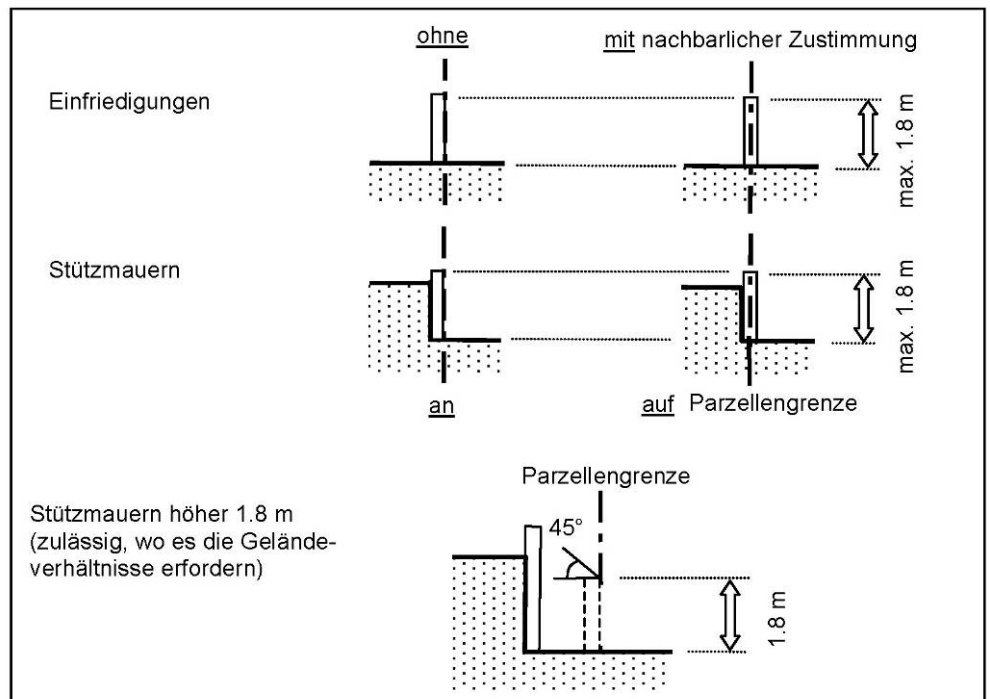 ohne
mit nachbarlicher Zustimmung
Einfriedigungen
max. 1.8 m
Stützmauern
max. 1.8 m
an
auf Parzellengrenze
Parzellengrenze
Stützmauern höher 1.8 m
(zulässig, wo es die Gelände-
verhältnisse erfordern)
45°
1.8 m